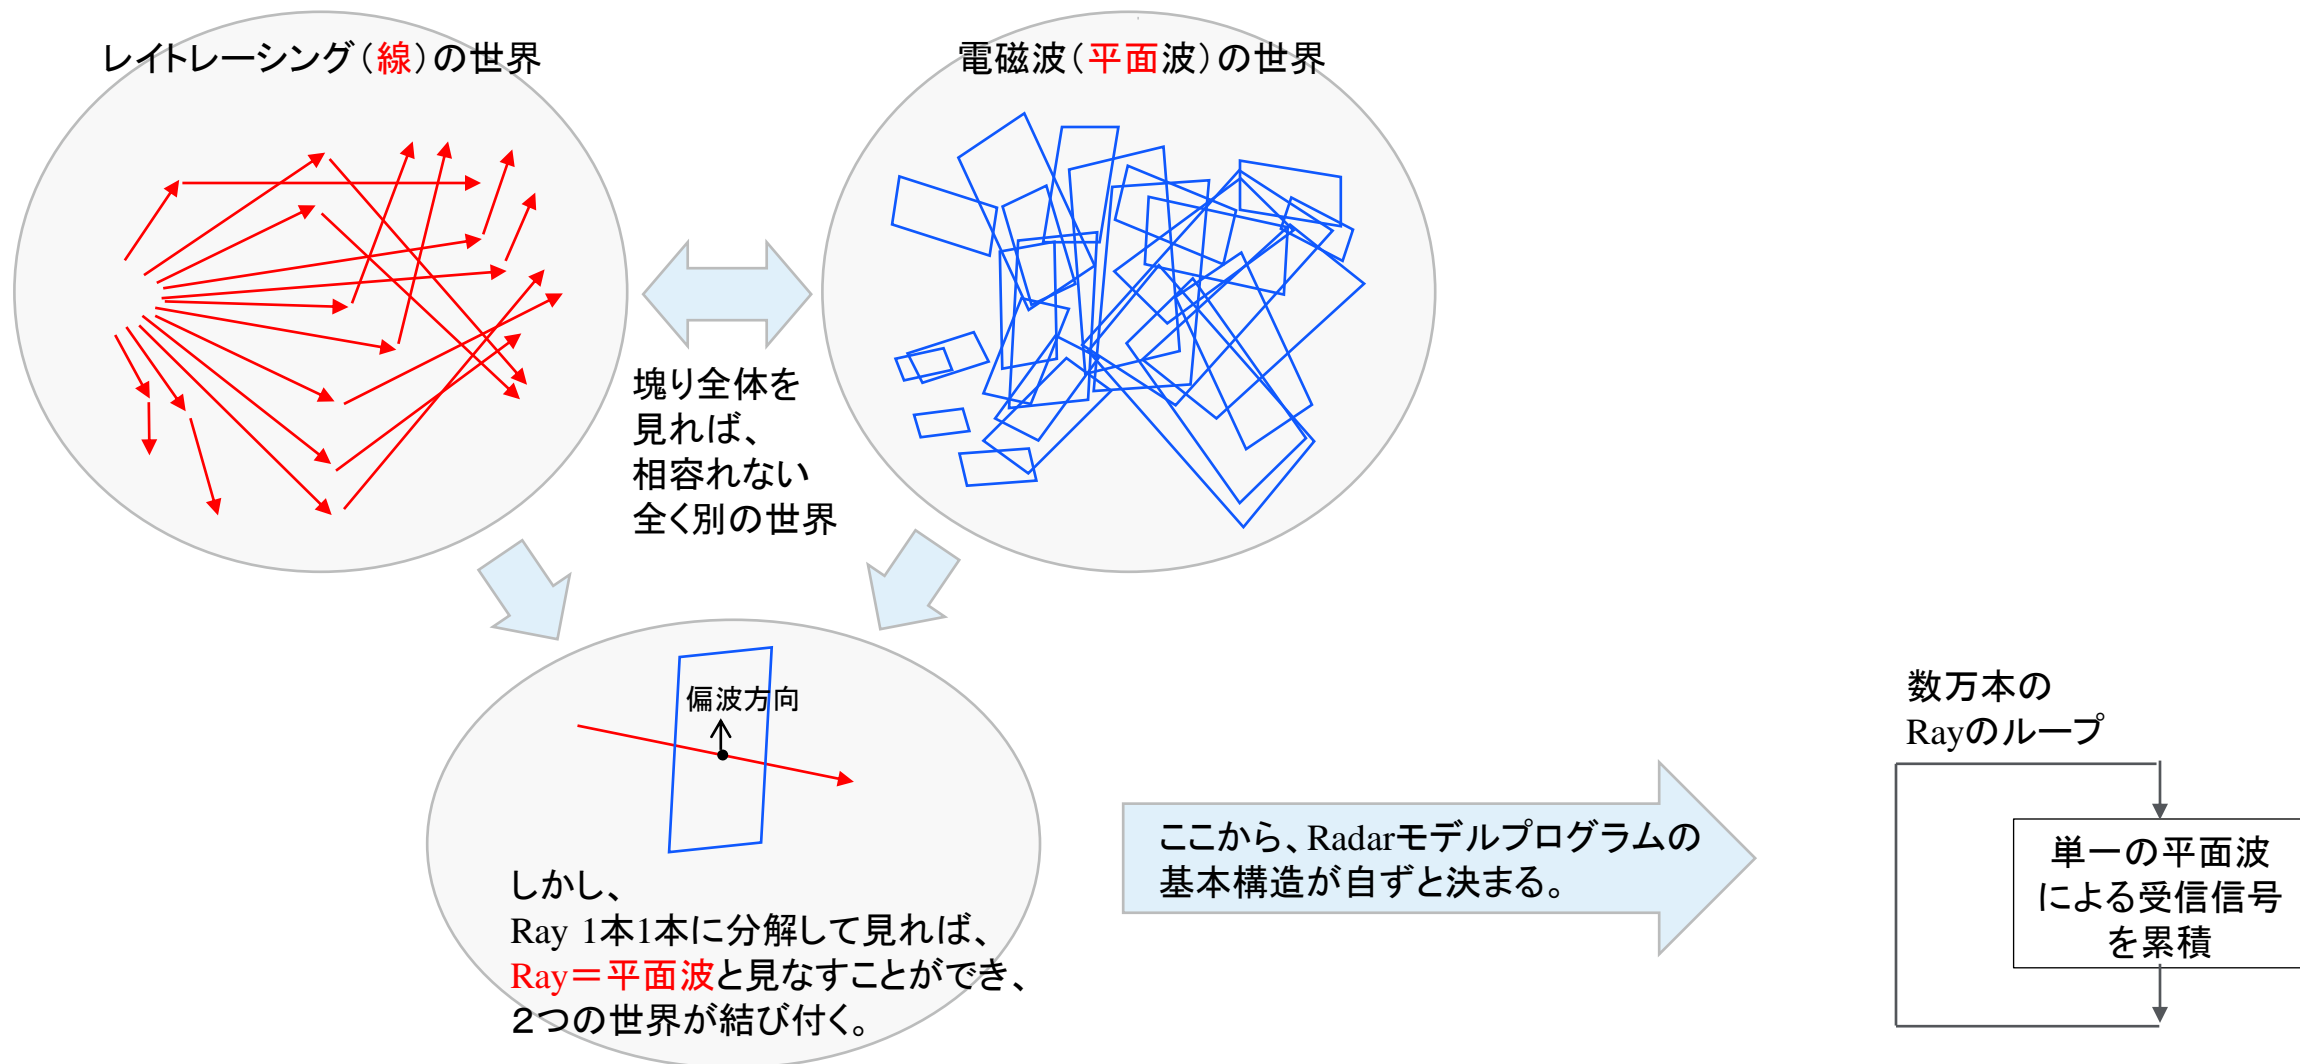 レイトレーシング（線）の世界
電磁波（平面波）の世界
塊り全体を
見れば、
相容れない
全く別の世界
偏波方向
しかし、
Ray 1本1本に分解して見れば、
Ray＝平面波と見なすことができ、
２つの世界が結び付く。
ここから、Radarモデルプログラムの
基本構造が自ずと決まる。
数万本の
Rayのループ
単一の平面波
による受信信号
を累積